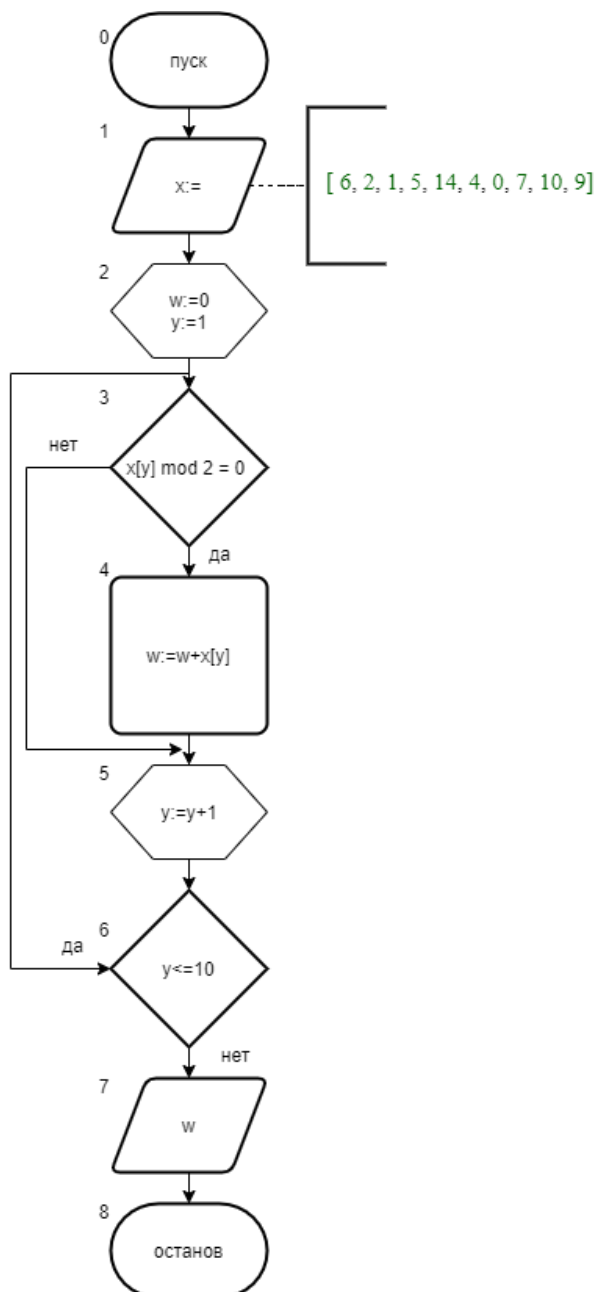 0
пуск
1
x:=
[ 6, 2, 1, 5, 14, 4, 0, 7, 10, 9]
2
w:=0
y:=1
3
нет
x[y] mod 2 = 0
да
4
w:=w+x[y]
5
y:=y+1
6
да
y<=10
нет
7
w
8
останов